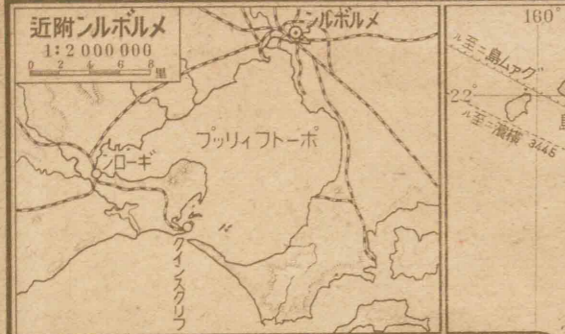 メルボルン附近
1:2 000 000
0 2 4 6 8 里
メルボルン
ポートフィリップ
ギーロン
クインスクリフ
160°
グァム島ニ至ル
22°
横濱ニ至ル 3445